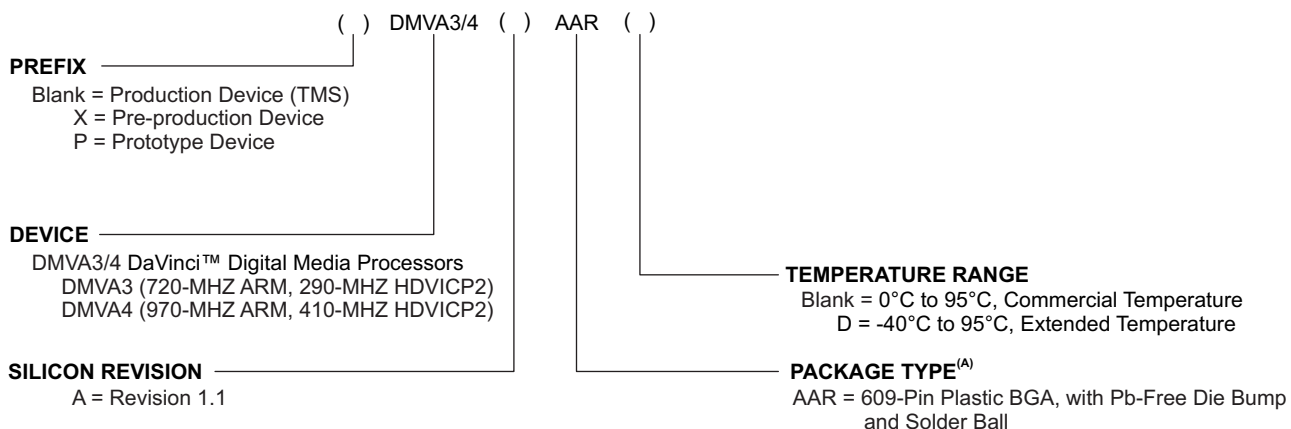 ( ) DMVA3/4 ( ) AAR ( )
PREFIX
Blank = Production Device (TMS)
X = Pre-production Device
P = Prototype Device
DEVICE
DMVA3/4 DaVinci™ Digital Media Processors
DMVA3 (720-MHZ ARM, 290-MHZ HDVICP2)
DMVA4 (970-MHZ ARM, 410-MHZ HDVICP2)
SILICON REVISION
A = Revision 1.1
TEMPERATURE RANGE
Blank = 0°C to 95°C, Commercial Temperature
D = -40°C to 95°C, Extended Temperature
PACKAGE TYPE(A)
AAR = 609-Pin Plastic BGA, with Pb-Free Die Bump
and Solder Ball